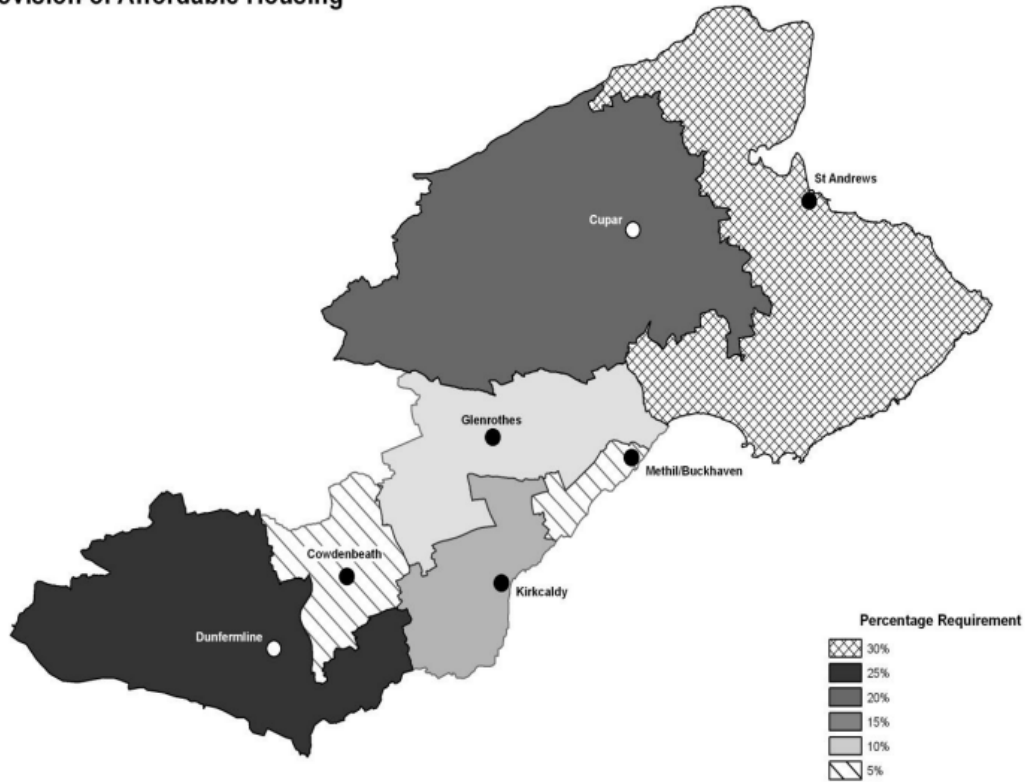 of Affordable Housing
St Andrews
Cupar
Glenrothes
Methil/Buckhaven
Cowdenbeath
Kirkcaldy
Dunfermline
Percentage Requirement
30%
25%
20%
15%
10%
5%